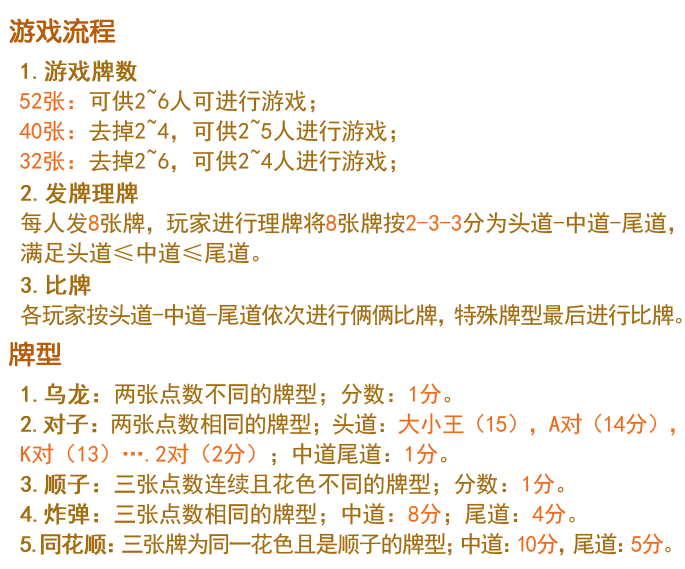 游戏流程
1.游戏牌数
52张：可供2~6人可进行游戏；
40张：去掉2~4，可供2~5人进行游戏；
32张：去掉2~6，可供2~4人进行游戏；
2.发牌理牌
每人发8张牌，玩家进行理牌将8张牌按2-3-3分为头道-中道-尾道，
满足头道≤中道≤尾道。
3.比牌
各玩家按头道-中道-尾道依次进行俩俩比牌，特殊牌型最后进行比牌。
牌型
1.乌龙：两张点数不同的牌型；分数：1分。
2.对子：两张点数相同的牌型；头道：大小王（15），A对（14分），
K对（13）….2对（2分）；中道尾道：1分。
3.顺子：三张点数连续且花色不同的牌型；分数：1分。
4.炸弹：三张点数相同的牌型；中道：8分；尾道：4分。
5.同花顺：三张牌为同一花色且是顺子的牌型；中道：10分，尾道：5分。